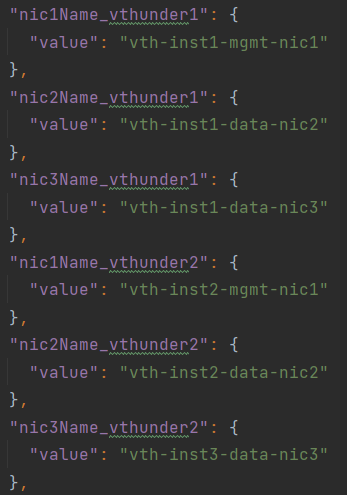 "nic1Name_vthunder1": {
"value": "vth-inst1-mgmt-nic1"
},
"nic2Name_vthunder1": {
"value": "vth-inst1-data-nic2"
},
"nic3Name_vthunder1": {
"value": "vth-inst1-data-nic3"
},
"nic1Name_vthunder2": {
"value": "vth-inst2-mgmt-nic1"
},
"nic2Name_vthunder2": {
"value": "vth-inst2-data-nic2"
},
"nic3Name_vthunder2": {
"value": "vth-inst3-data-nic3"
},